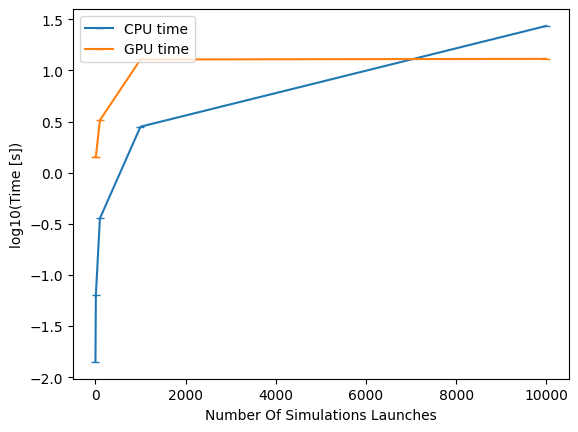 CPU time
GPU time
1.5
1.0
0.5
0.0
−0.5
−1.0
−1.5
−2.0
log10(Time [s])
0 2000 4000 6000 8000 10000
Number Of Simulations Launches